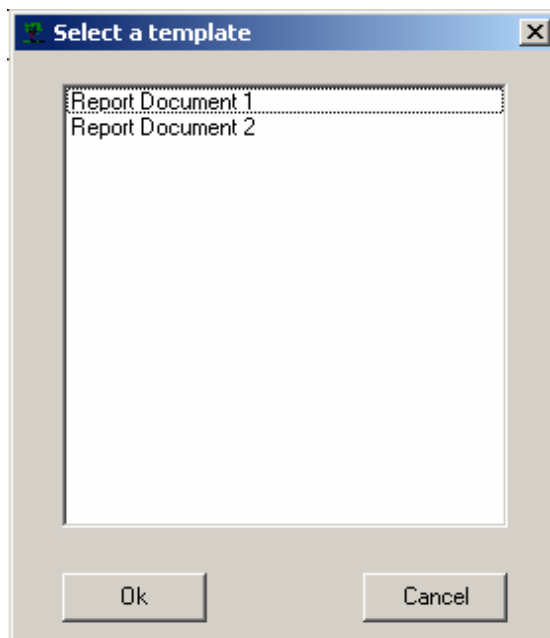 Select a template
Report Document 1
Report Document 2
Ok
Cancel